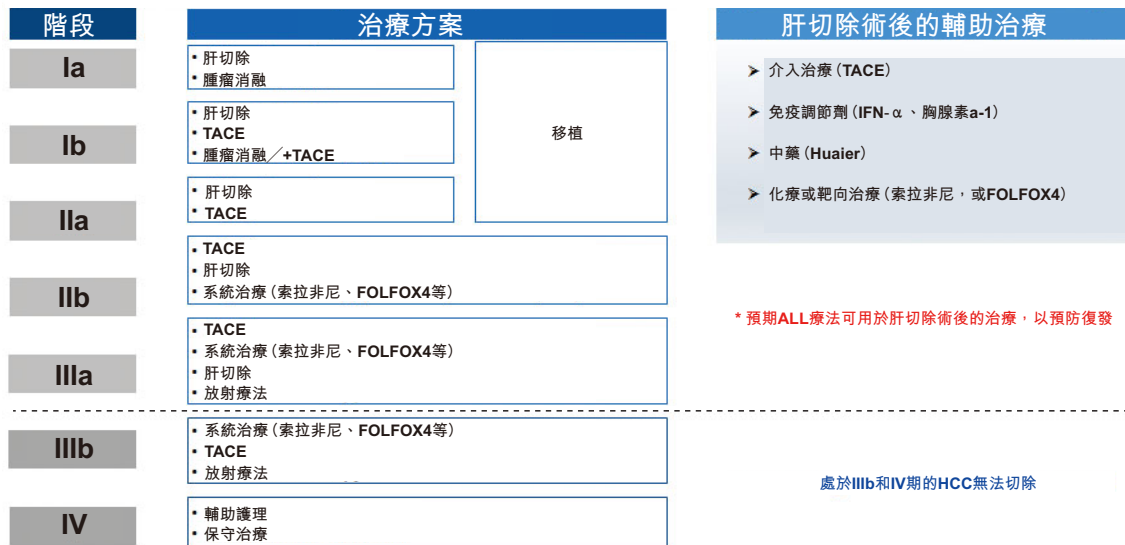 階段
治療方案
肝切除術後的輔助治療
Ia
• 肝切除
• 腫瘤消融
移植
Ib
• 肝切除
• TACE
• 腫瘤消融／+TACE
IIa
• 肝切除
• TACE
IIb
• TACE
• 肝切除
• 系統治療(索拉非尼、FOLFOX4等)
IIIa
• TACE
• 系統治療(索拉非尼、FOLFOX4等)
• 肝切除
• 放射療法
IIIb
• 系統治療(索拉非尼、FOLFOX4等)
• TACE
• 放射療法
IV
• 輔助護理
• 保守治療
➤ 介入治療(TACE)
➤ 免疫調節劑(IFN-α、胸腺素a-1)
➤ 中藥(Huaier)
➤ 化療或靶向治療(索拉非尼，或FOLFOX4)
* 預期ALL療法可用於肝切除術後的治療，以預防復發
處於IIIb和IV期的HCC無法切除